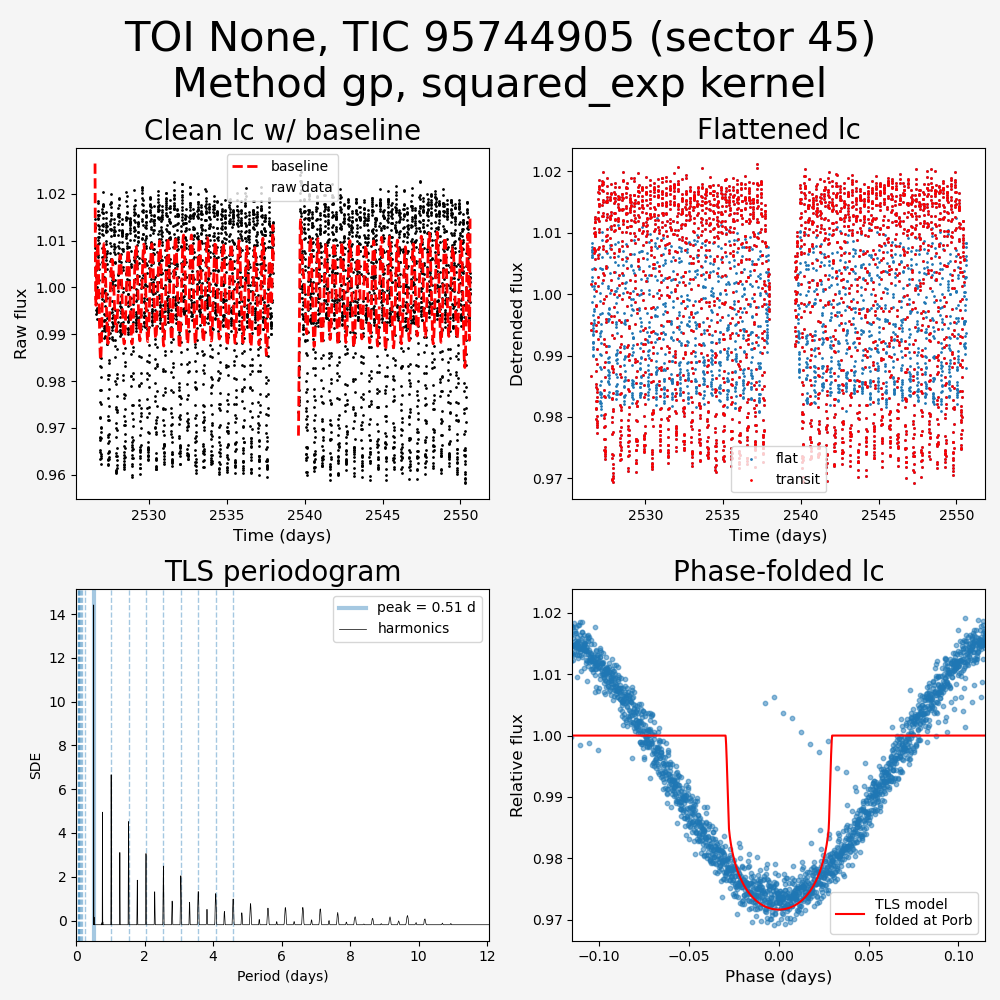 TOI None, TIC 95744905 (sector 45)
Method gp, squared_exp kernel
Clean lc w/ baseline
baseline
raw data
1.02
1.01
1.00
0.99
0.98
0.97
0.96
Raw flux
2530
2535
2540
2545
2550
Time (days)
Flattened lc
1.02
1.01
1.00
0.99
0.98
0.97
Detrended flux
flat
transit
2530
2535
2540
2545
2550
Time (days)
TLS periodogram
peak = 0.51 d
harmonics
14
12
10
8
6
4
2
0
SDE
0
2
4
6
8
10
12
Period (days)
Phase-folded lc
1.02
1.01
1.00
0.99
0.98
0.97
Relative flux
TLS model
folded at Porb
−0.10
−0.05
0.00
0.05
0.10
Phase (days)